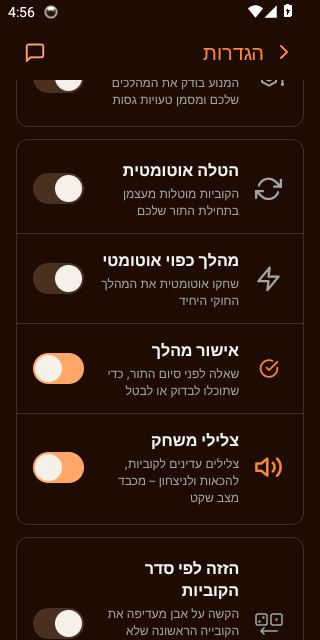 4:56
הגדרות
המנוע בודק את המהלכים
שלכם ומסמן טעויות גסות
הטלה אוטומטית
הקוביות מוטלות מעצמן
בתחילת התור שלכם
מהלך כפוי אוטומטי
שחקו אוטומטית את המהלך
החוקי היחיד
אישור מהלך
שאלה לפני סיום התור, כדי
שתוכלו לבדוק או לבטל
צלילי משחק
צלילים עדינים לקוביות,
להכאות ולניצחון – מכבד
מצב שקט
הזזה לפי סדר
הקוביות
הקשה על אבן מעדיפה את
הקובייה הראשונה שלא